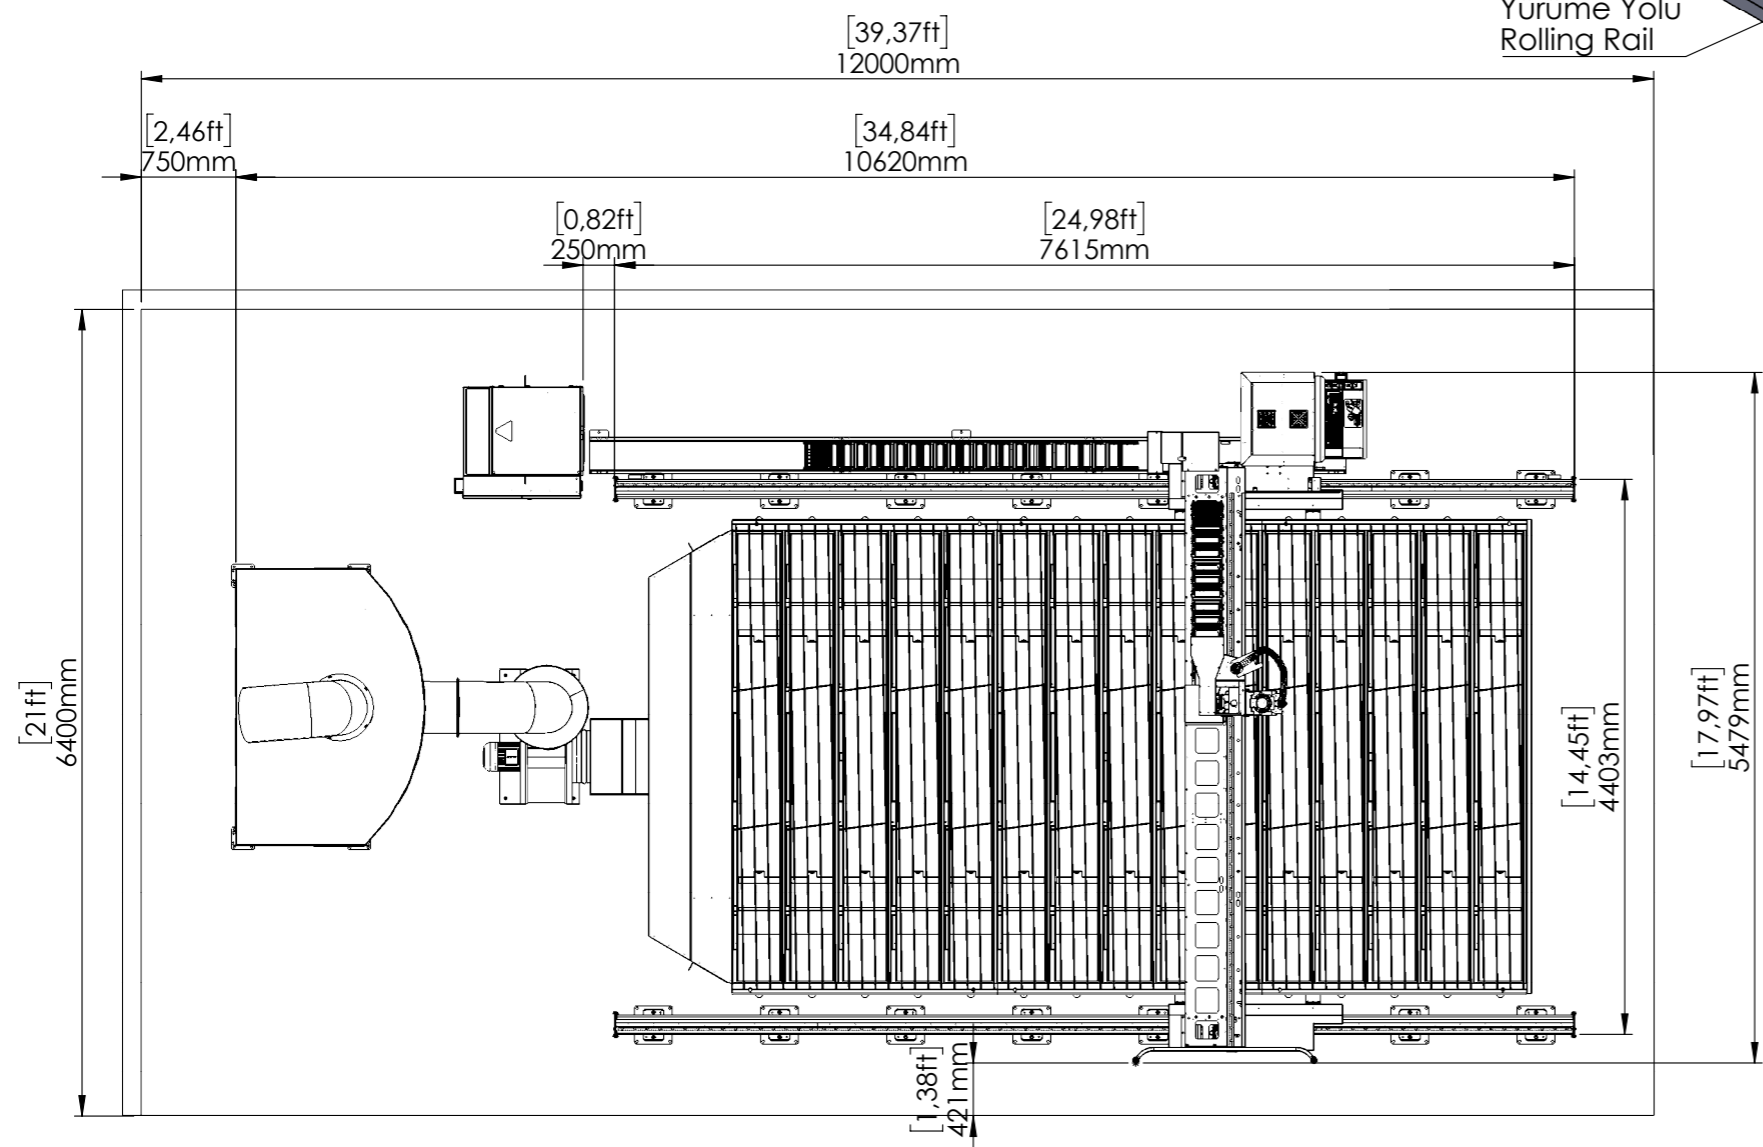 Yurume Yolu
Rolling Rail
[39,37ft]
12000mm
[2,46ft]
750mm
[34,84ft]
10620mm
[0,82ft]
250mm
[24,98ft]
7615mm
[21ft]
6400mm
[14,45ft]
4403mm
[17,97ft]
5479mm
[1,38ft]
421mm